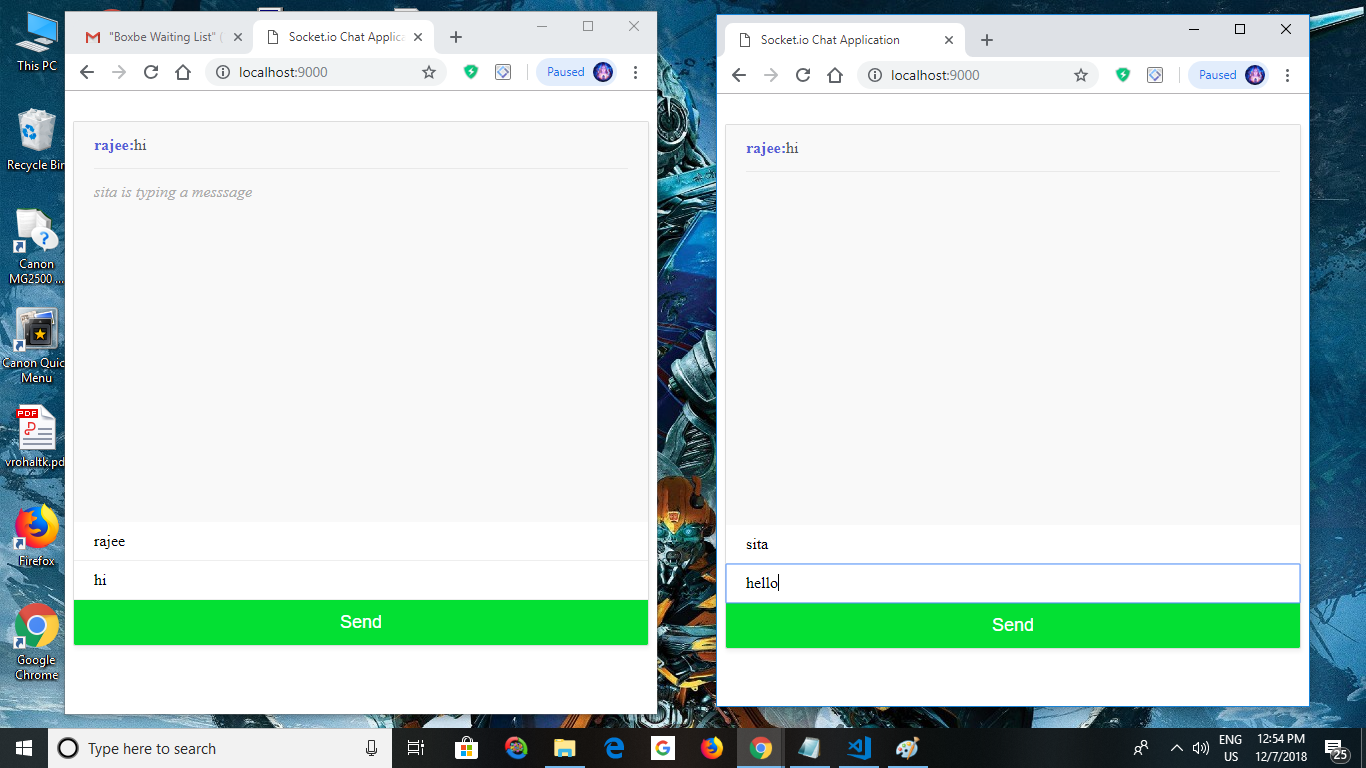 This PC
Recycle Bin
Canon
MG2500 ...
Canon Quick
Menu
PDF
vrohaltk.pd
Firefox
Google
Chrome
"Boxbe Waiting List" (
Socket.io Chat Applica
localhost:9000
Paused
rajee:hi
sita is typing a messsage
rajee
hi
Send
Socket.io Chat Application
localhost:9000
Paused
rajee:hi
sita
hello
Send
Type here to search
ENG
US
12:54 PM
12/7/2018
25